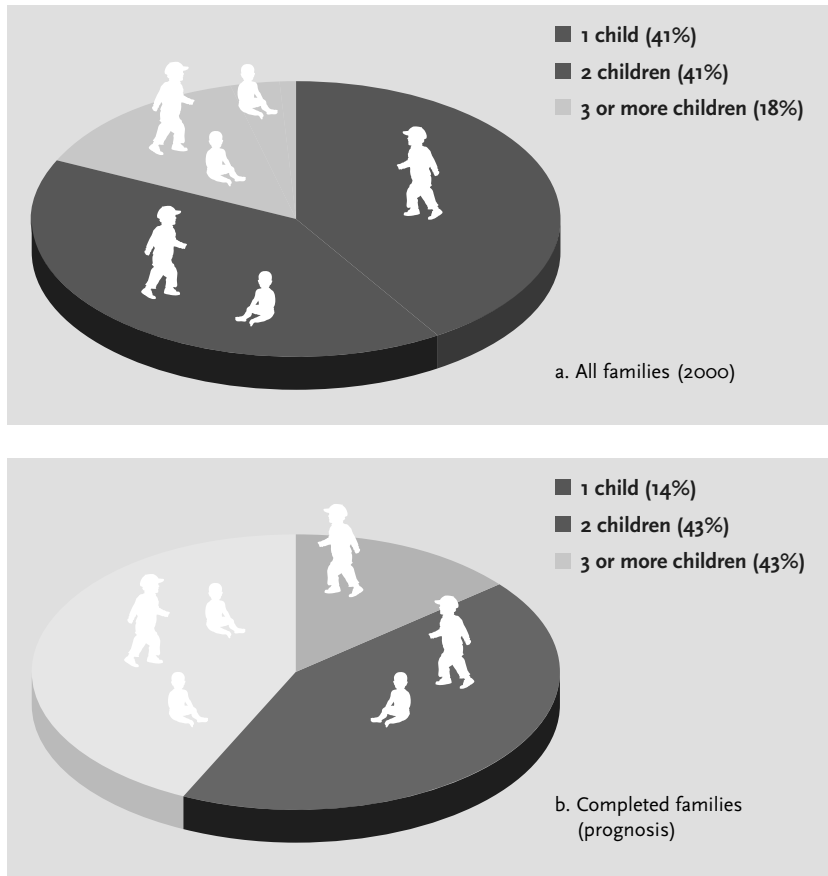 1 child (41%)
2 children (41%)
3 or more children (18%)
a. All families (2000)
1 child (14%)
2 children (43%)
3 or more children (43%)
b. Completed families
(prognosis)